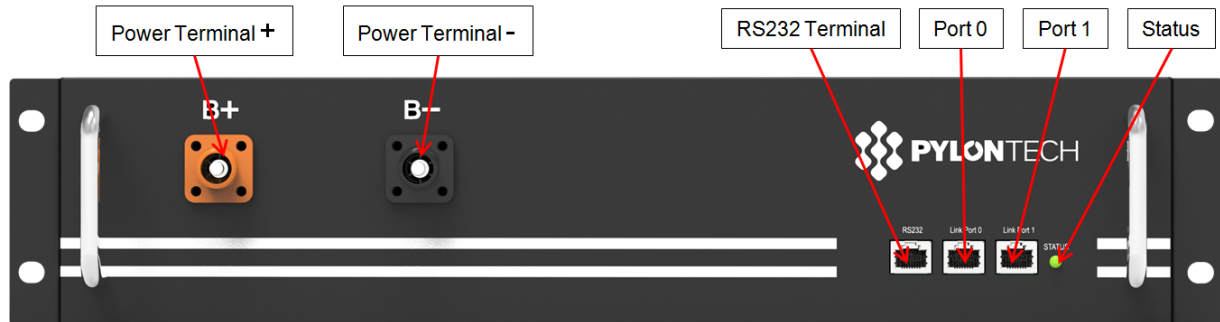 Power Terminal +
Power Terminal -
RS232 Terminal
Port 0
Port 1
Status
B+
B−
PYLONTECH
RS232
Link Port 0
Link Port 1
STATUS